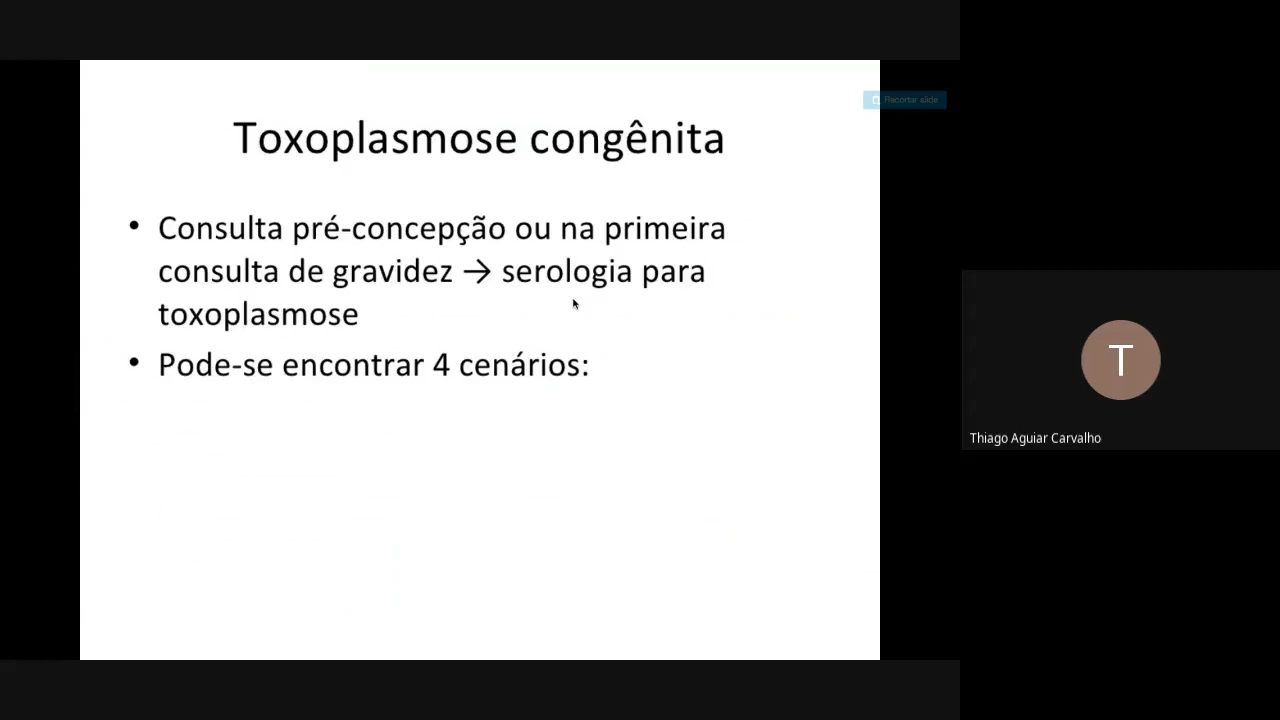 Recortar slide
Toxoplasmose congênita
• Consulta pré-concepção ou na primeira
consulta de gravidez → serologia para
toxoplasmose
• Pode-se encontrar 4 cenários:
T
Thiago Aguiar Carvalho